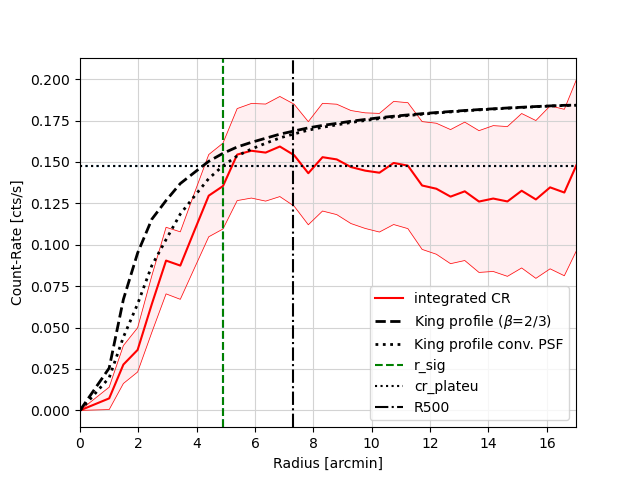 0.200
0.175
0.150
0.125
0.100
0.075
0.050
0.025
0.000
Count-Rate [cts/s]
integrated CR
King profile (β=2/3)
King profile conv. PSF
r_sig
cr_plateu
R500
0 2 4 6 8 10 12 14 16
Radius [arcmin]